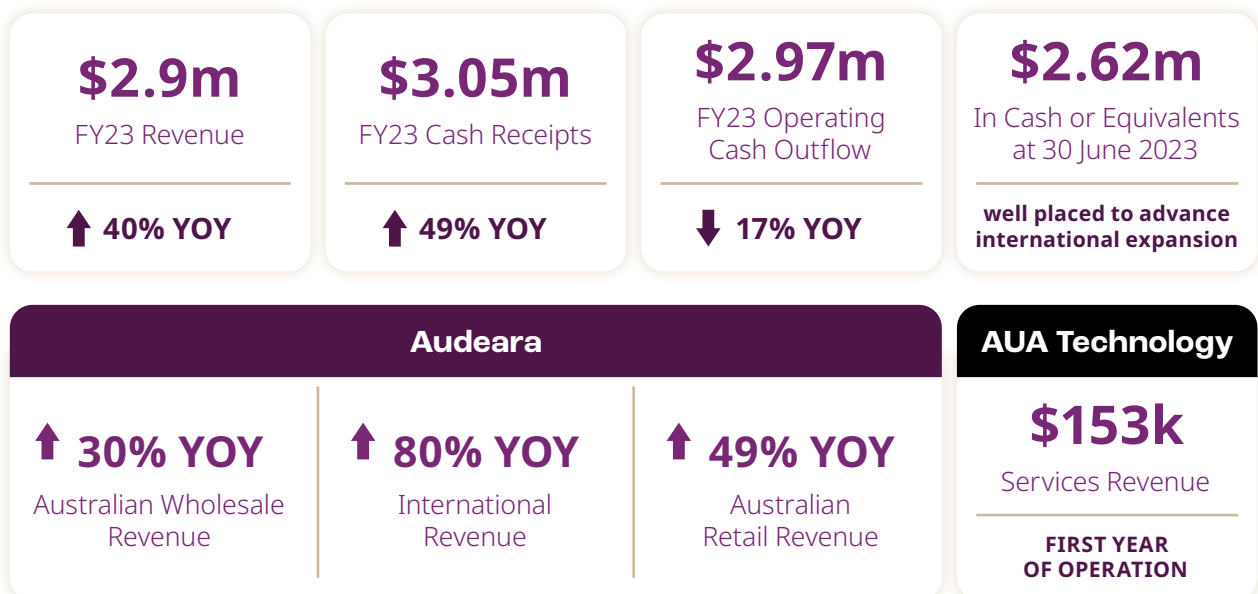 $2.9m
FY23 Revenue
40% YOY
$3.05m
FY23 Cash Receipts
49% YOY
$2.97m
FY23 Operating
Cash Outflow
17% YOY
$2.62m
In Cash or Equivalents
at 30 June 2023
well placed to advance
international expansion
Audeara
30% YOY
Australian Wholesale
Revenue
80% YOY
International
Revenue
49% YOY
Australian
Retail Revenue
AUA Technology
$153k
Services Revenue
FIRST YEAR
OF OPERATION